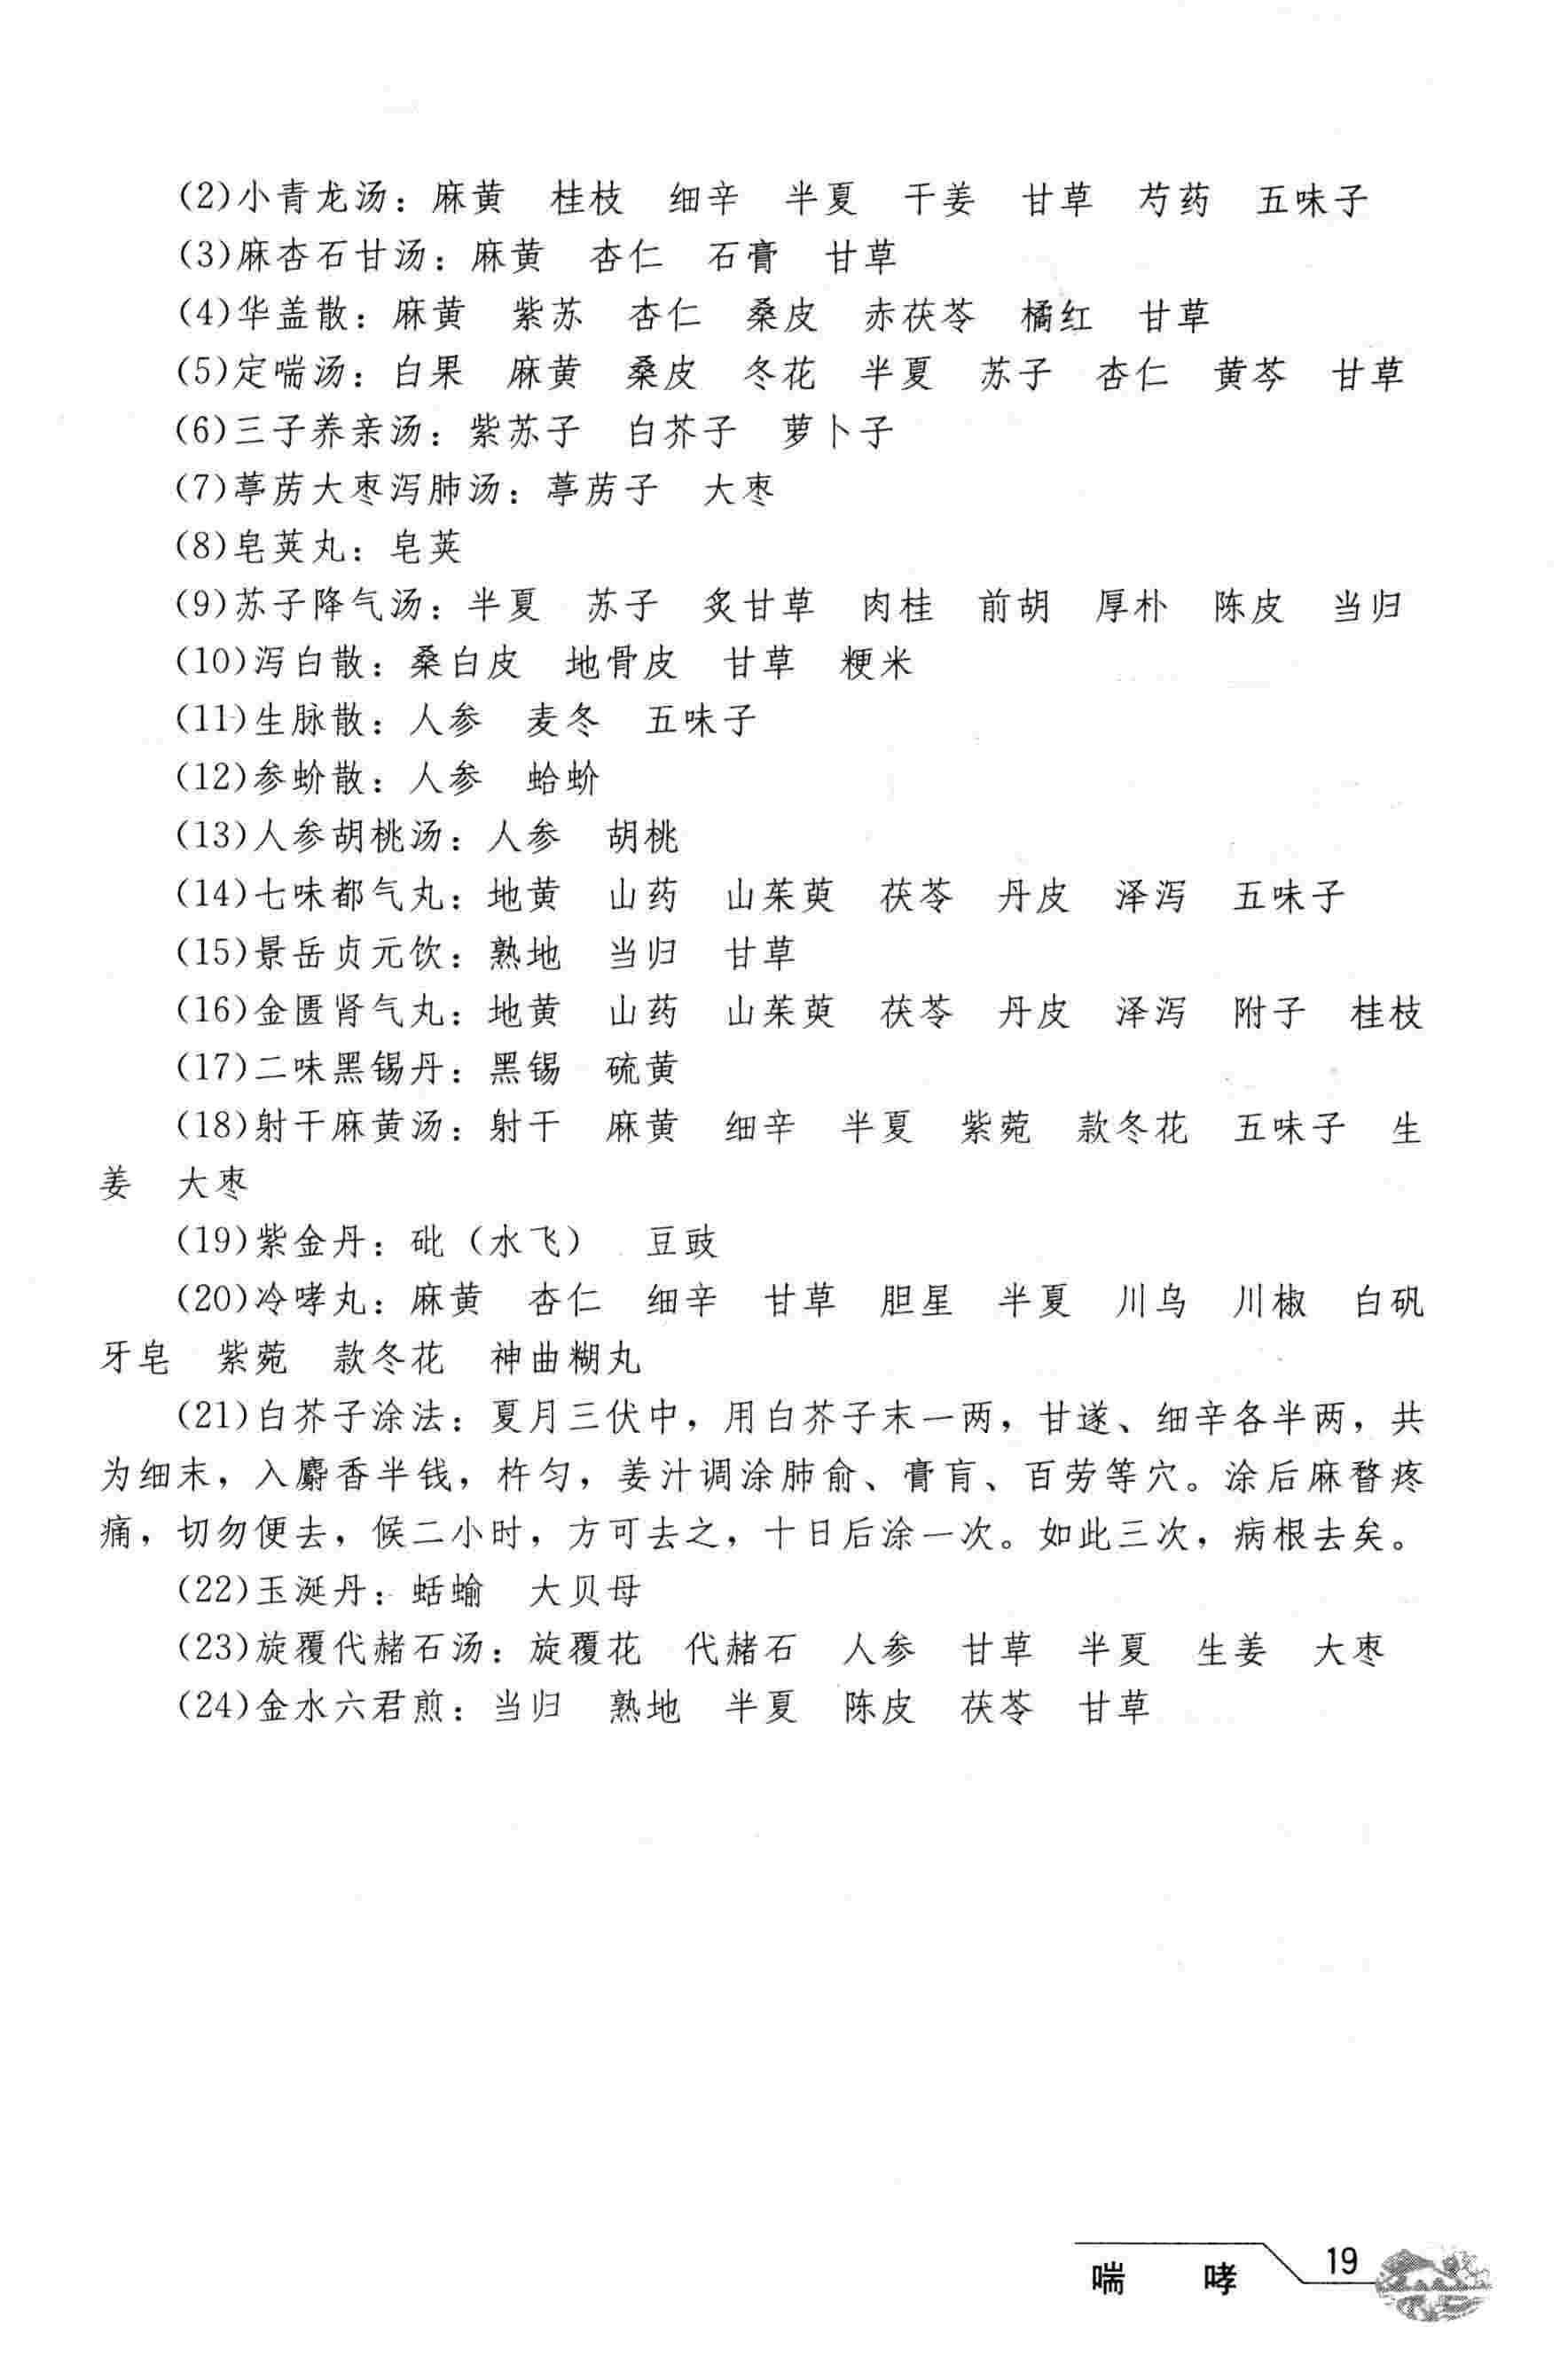 (2)小青龙汤：麻黄　桂枝　细辛　半夏　干姜　甘草　芍药　五味子
(3)麻杏石甘汤：麻黄　杏仁　石膏　甘草
(4)华盖散：麻黄　紫苏　杏仁　桑皮　赤茯苓　橘红　甘草
(5)定喘汤：白果　麻黄　桑皮　冬花　半夏　苏子　杏仁　黄芩　甘草
(6)三子养亲汤：紫苏子　白芥子　萝卜子
(7)葶苈大枣泻肺汤：葶苈子　大枣
(8)皂荚丸：皂荚
(9)苏子降气汤：半夏　苏子　炙甘草　肉桂　前胡　厚朴　陈皮　当归
(10)泻白散：桑白皮　地骨皮　甘草　粳米
(11)生脉散：人参　麦冬　五味子
(12)参蚧散：人参　蛤蚧
(13)人参胡桃汤：人参　胡桃
(14)七味都气丸：地黄　山药　山茱萸　茯苓　丹皮　泽泻　五味子
(15)景岳贞元饮：熟地　当归　甘草
(16)金匮肾气丸：地黄　山药　山茱萸　茯苓　丹皮　泽泻　附子　桂枝
(17)二味黑锡丹：黑锡　硫黄
(18)射干麻黄汤：射干　麻黄　细辛　半夏　紫菀　款冬花　五味子　生
姜　大枣
(19)紫金丹：砒（水飞）　豆豉
(20)冷哮丸：麻黄　杏仁　细辛　甘草　胆星　半夏　川乌　川椒　白矾
牙皂　紫菀　款冬花　神曲糊丸
(21)白芥子涂法：夏月三伏中，用白芥子末一两，甘遂、细辛各半两，共
为细末，入麝香半钱，杵匀，姜汁调涂肺俞、膏肓、百劳等穴。涂后麻瞀疼
痛，切勿便去，候二小时，方可去之，十日后涂一次。如此三次，病根去矣。
(22)玉涎丹：蛞蝓　大贝母
(23)旋覆代赭石汤：旋覆花　代赭石　人参　甘草　半夏　生姜　大枣
(24)金水六君煎：当归　熟地　半夏　陈皮　茯苓　甘草
喘　哮　19